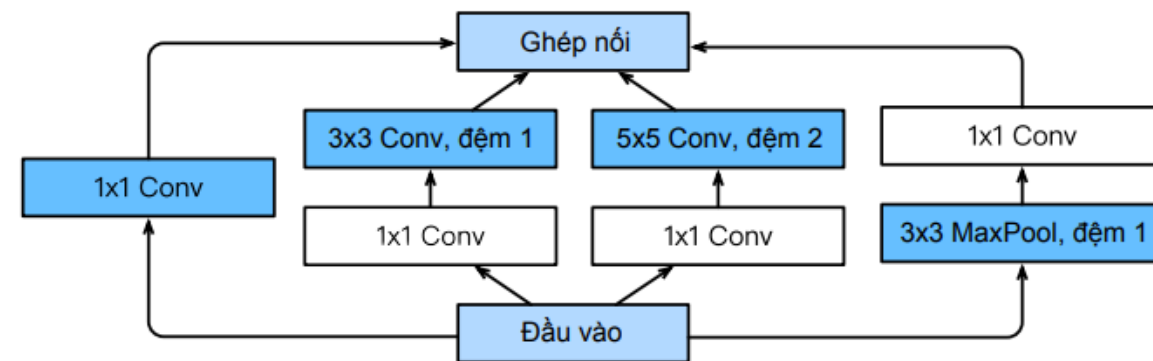 Ghép nối
3x3 Conv, đệm 1
5x5 Conv, đệm 2
1x1 Conv
1x1 Conv
1x1 Conv
1x1 Conv
3x3 MaxPool, đệm 1
Đầu vào